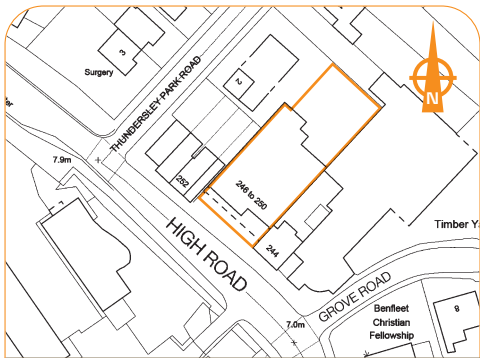 3
Surgery
THUNDERSLEY PARK ROAD
2
N
7.9m
252
246 to 250
HIGH ROAD
244
Timber Y
GROVE ROAD
7.0m
Benfleet
Christian
Fellowship
8